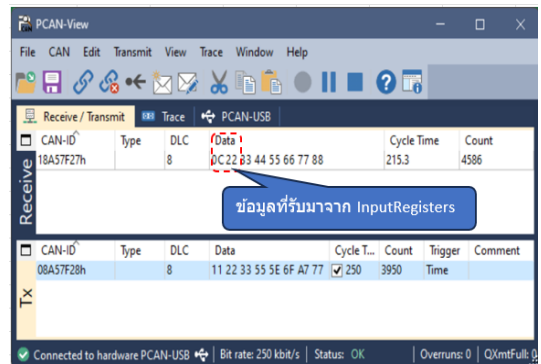 PCAN-View
File CAN Edit Transmit View Trace Window Help
Receive / Transmit Trace PCAN-USB
CAN-ID Type DLC Data Cycle Time Count
18A57F27h 8 0C 22 33 44 55 66 77 88 215.3 4586
Receive
ข้อมูลที่รับมาจาก InputRegisters
CAN-ID Type DLC Data Cycle T... Count Trigger Comment
08A57F28h 8 11 22 33 55 5E 6F A7 77 250 3950 Time
Tx
Connected to hardware PCAN-USB Bit rate: 250 kbit/s Status: OK Overruns: 0 QXmtFull: 0